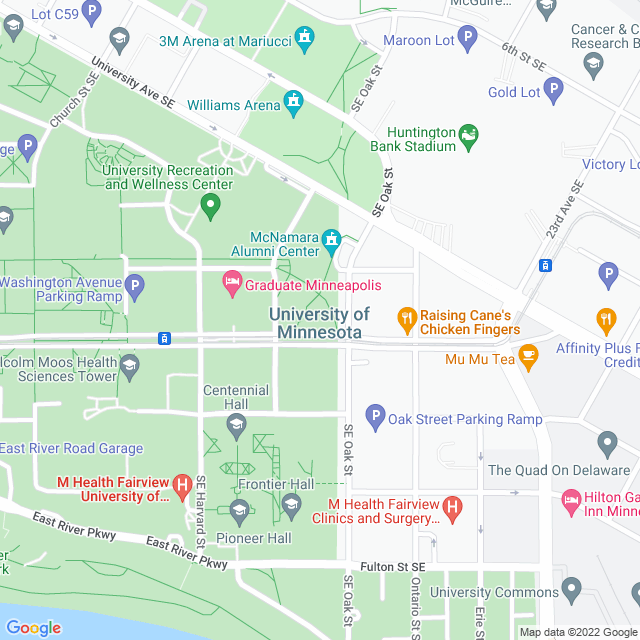 Lot C59
3M Arena at Mariucci
Maroon Lot
McGuire...
6th St SE
Cancer & C
Research B
Church St SE
University Ave SE
SE Oak St
Gold Lot
Williams Arena
Huntington
Bank Stadium
ge
University Recreation
and Wellness Center
Victory Lo
SE Oak St
23rd Ave SE
McNamara
Alumni Center
Washington Avenue
Parking Ramp
Graduate Minneapolis
University of
Minnesota
Raising Cane's
Chicken Fingers
Mu Mu Tea
Affinity Plus F
Credit
lcolm Moos Health
Sciences Tower
Centennial
Hall
Oak Street Parking Ramp
East River Road Garage
SE Oak St
The Quad On Delaware
M Health Fairview
University of...
SE Harvard St
Frontier Hall
M Health Fairview
Clinics and Surgery...
Hilton Ga
Inn Minne
East River Pkwy
East River Pkwy
Pioneer Hall
er
rk
Fulton St SE
SE Oak St
Ontario St
Erie St
University Commons
Google
Map data ©2022 Google